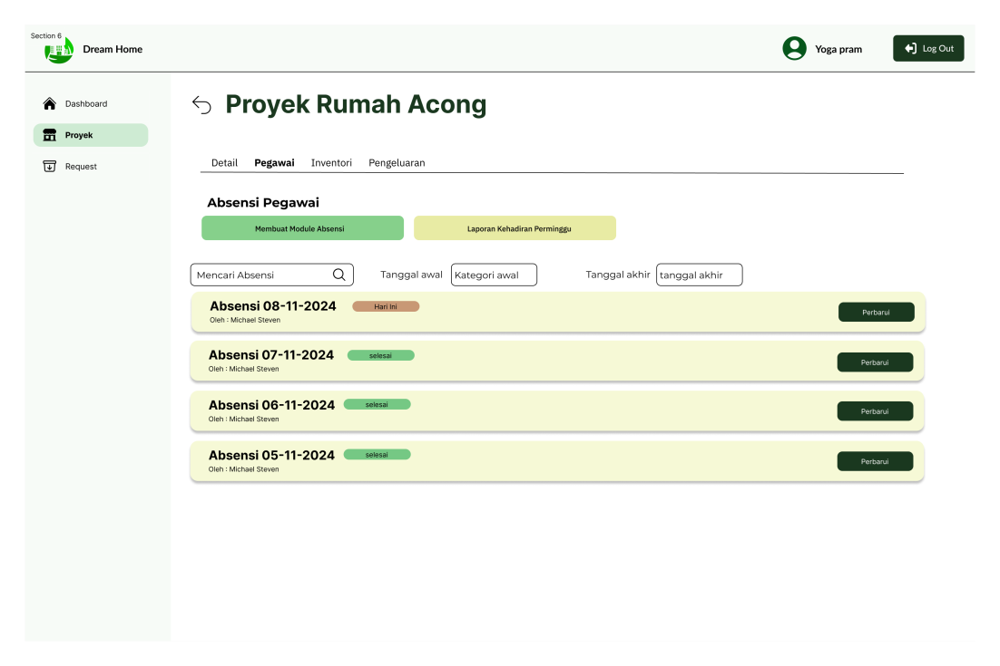 Section 6
Dream Home
Yoga pram
Log Out
Dashboard
Proyek
Request
Proyek Rumah Acong
Detail Pegawai Inventori Pengeluaran
Absensi Pegawai
Membuat Module Absensi
Laporan Kehadiran Perminggu
Mencari Absensi
Tanggal awal Kategori awal
Tanggal akhir tanggal akhir
Absensi 08-11-2024 Hari Ini
Oleh : Michael Steven
Perbarui
Absensi 07-11-2024 selesai
Oleh : Michael Steven
Perbarui
Absensi 06-11-2024 selesai
Oleh : Michael Steven
Perbarui
Absensi 05-11-2024 selesai
Oleh : Michael Steven
Perbarui